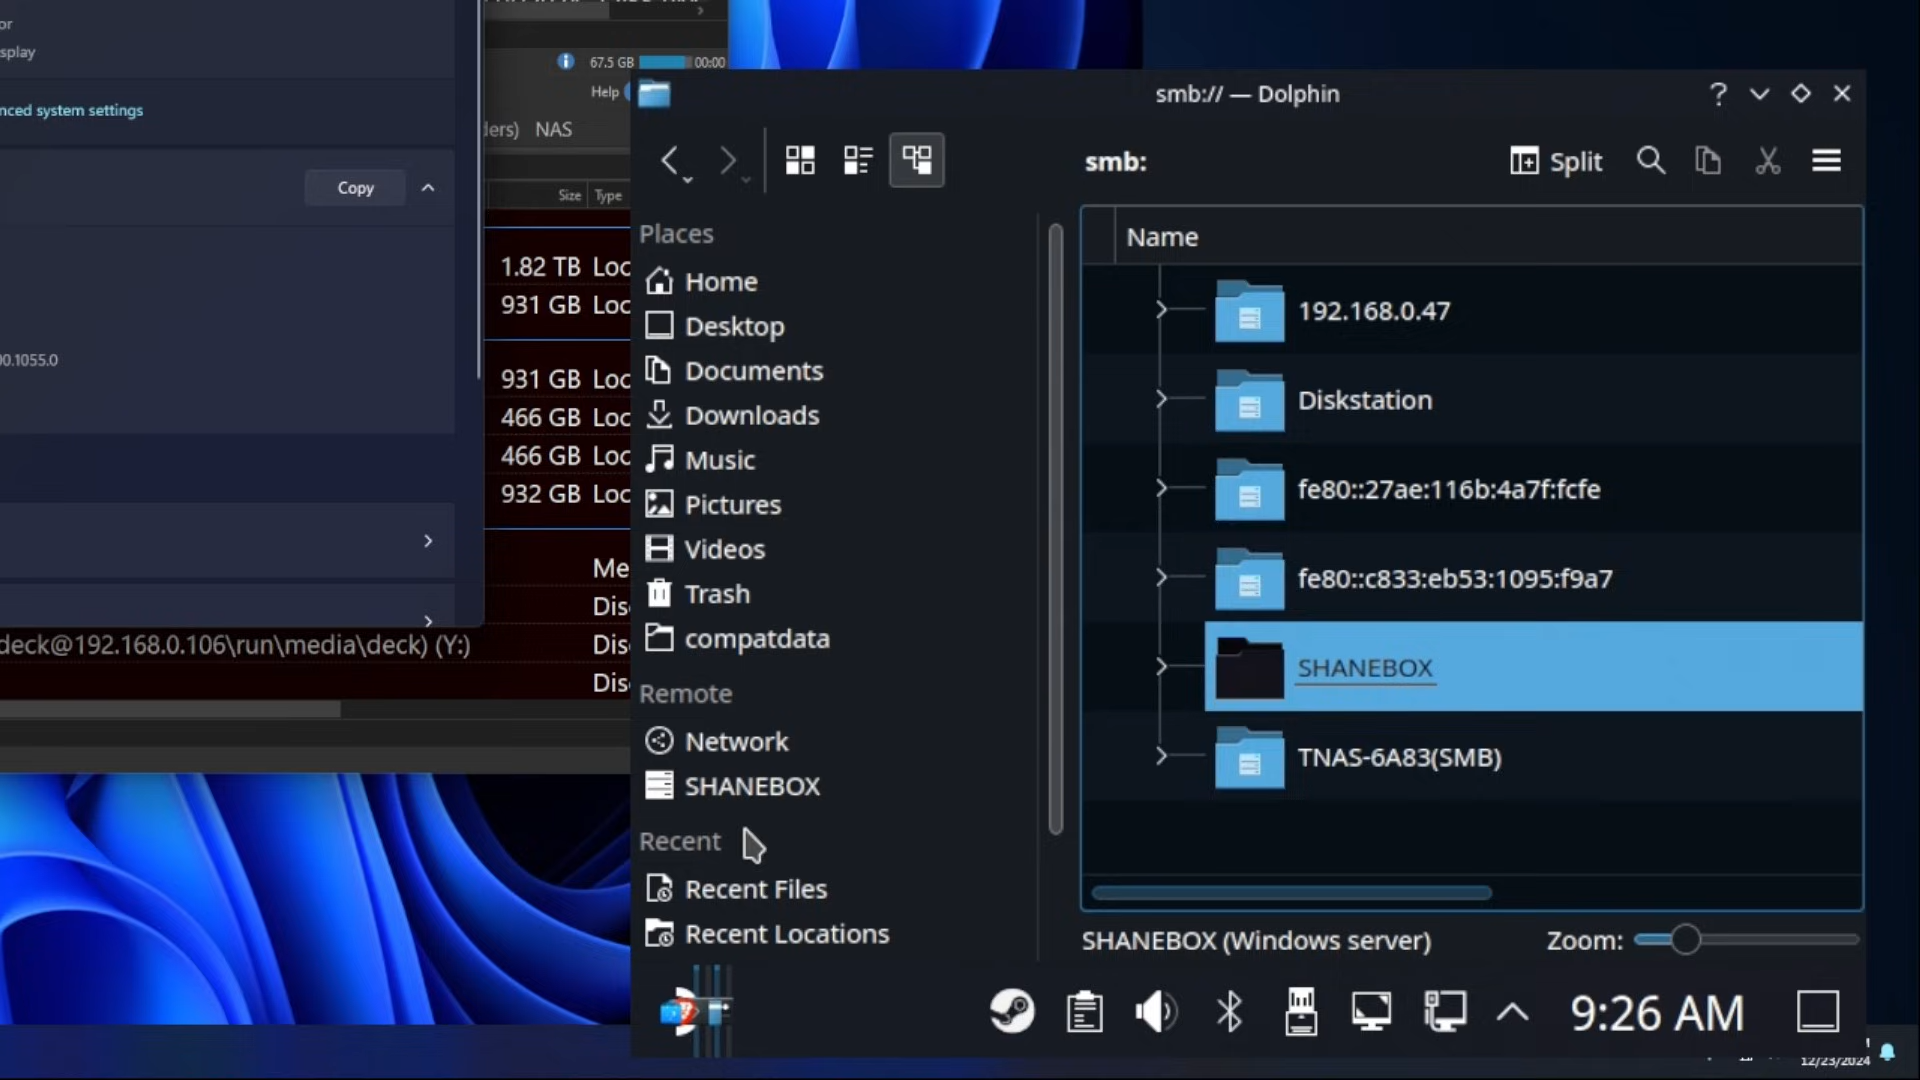 or
splay
nced system settings
Copy
00.1055.0
deck@192.168.0.106\run\media\deck) (Y:)
67.5 GB 00:00
Help
ders) NAS
Size Type
1.82 TB Loc
931 GB Loc
931 GB Loc
466 GB Loc
466 GB Loc
932 GB Loc
Me
Dis
Dis
Dis
smb:// — Dolphin
smb:
Split
Places
Home
Desktop
Documents
Downloads
Music
Pictures
Videos
Trash
compatdata
Remote
Network
SHANEBOX
Recent
Recent Files
Recent Locations
Name
192.168.0.47
Diskstation
fe80::27ae:116b:4a7f:fcfe
fe80::c833:eb53:1095:f9a7
SHANEBOX
TNAS-6A83(SMB)
SHANEBOX (Windows server)
Zoom:
9:26 AM
12/23/2024